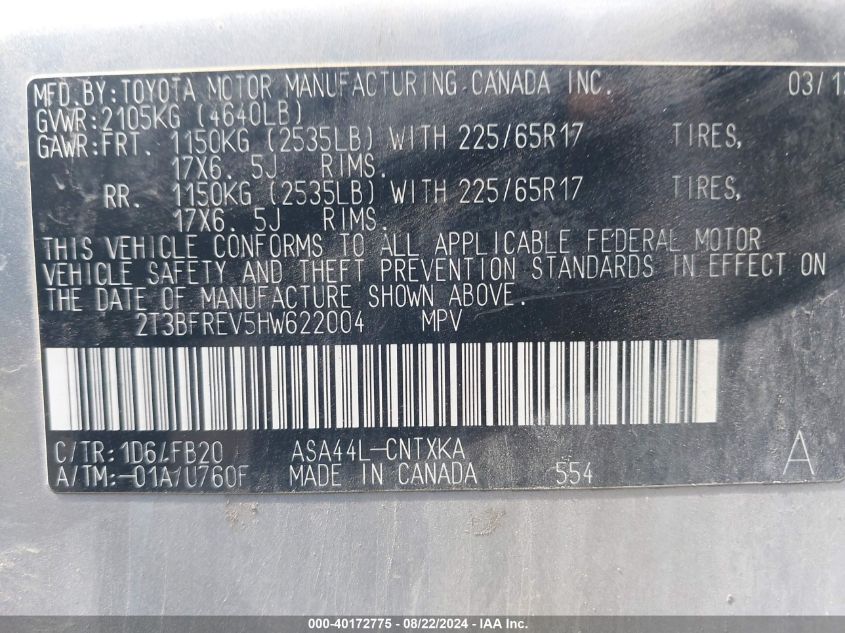 MFD.BY:TOYOTA MOTOR MANUFACTURING CANADA INC. 03/1
GVWR:2105KG (4640LB)
GAWR:FRT. 1150KG (2535LB) WITH 225/65R17 TIRES,
17X6. 5J RIMS.
RR. 1150KG (2535LB) WITH 225/65R17 TIRES,
17X6. 5J RIMS.
THIS VEHICLE CONFORMS TO ALL APPLICABLE FEDERAL MOTOR
VEHICLE SAFETY AND THEFT PREVENTION STANDARDS IN EFFECT ON
THE DATE OF MANUFACTURE SHOWN ABOVE.
2T3BFREV5HW622004 MPV
C/TR:1D6/FB20 ASA44L-CNTXKA A
A/TM:-01A/U760F MADE IN CANADA 554
000-40172775 - 08/22/2024 - IAA Inc.